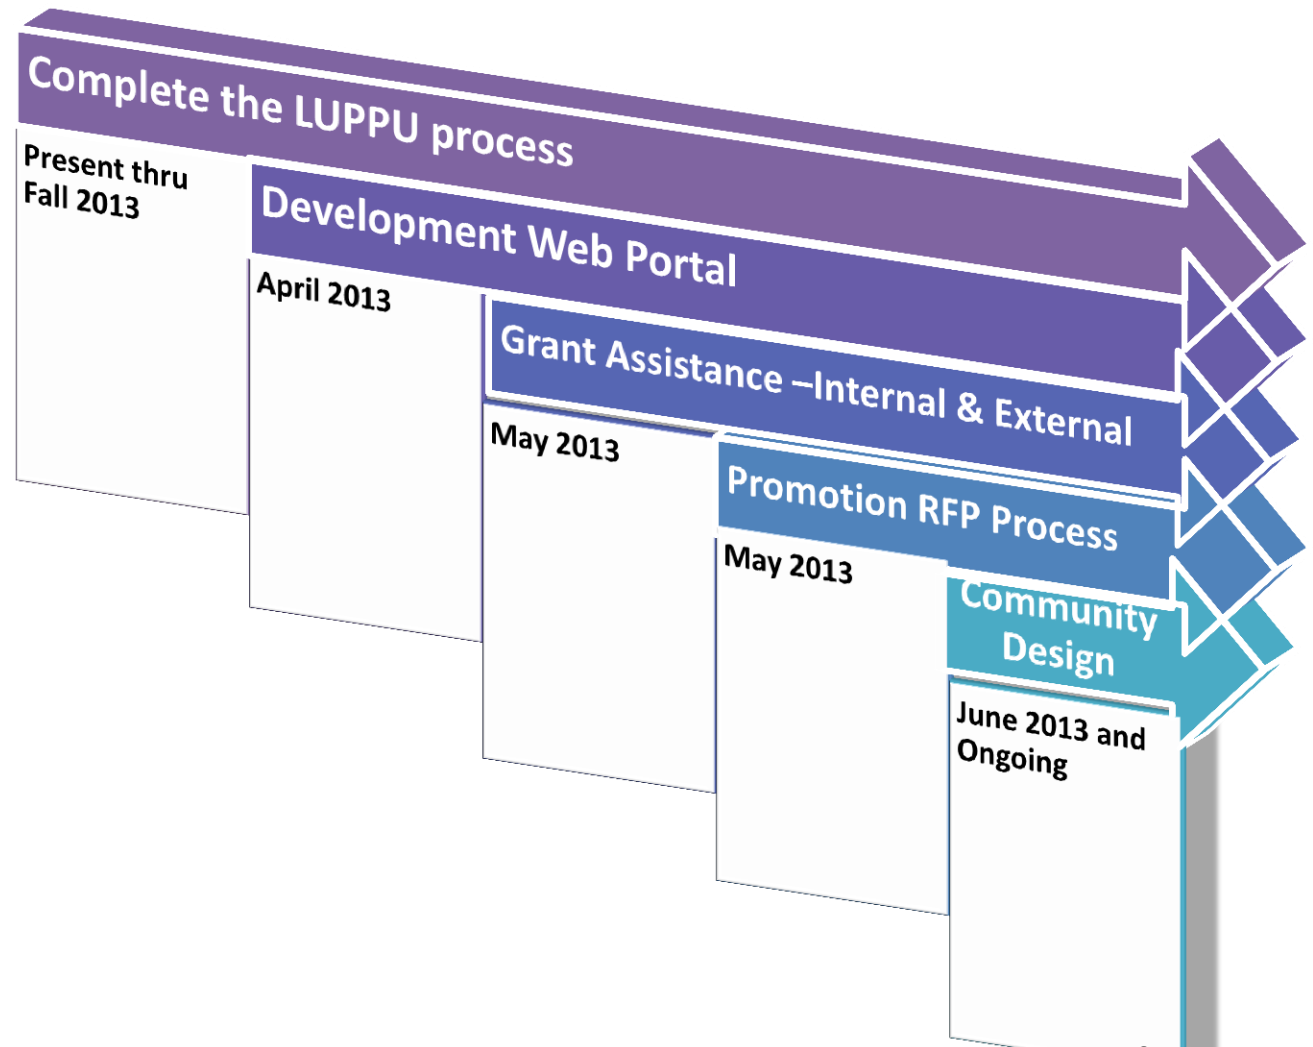 Complete the LUPPU process
Present thru
Fall 2013
Development Web Portal
April 2013
Grant Assistance –Internal & External
May 2013
Promotion RFP Process
May 2013
Community
Design
June 2013 and
Ongoing